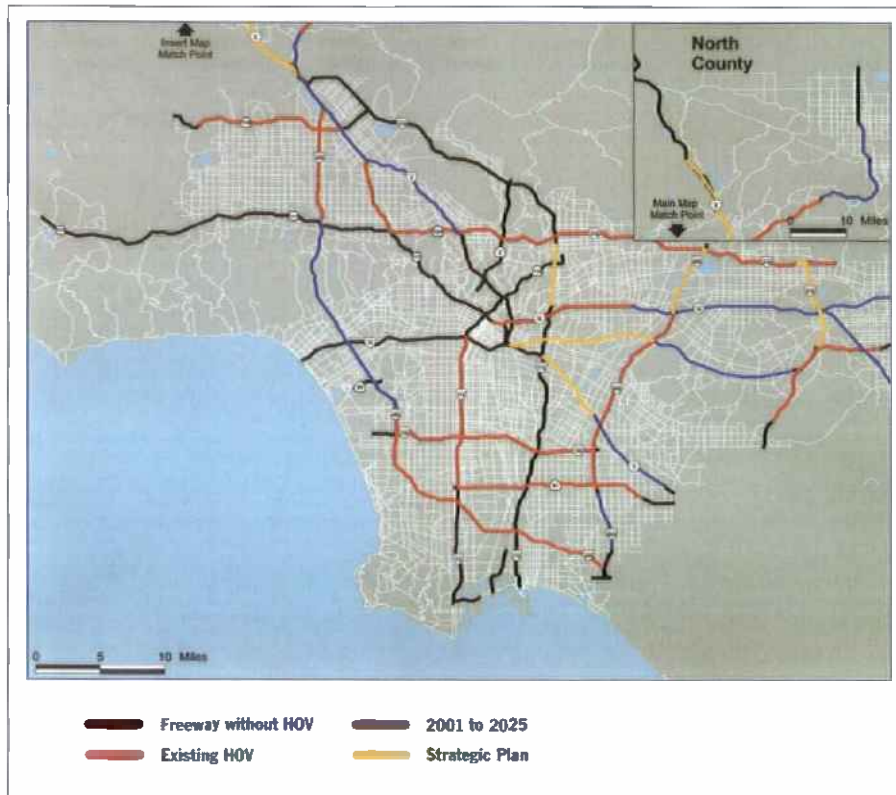 Insert Map
Match Point
North
County
Main Map
Match Point
0 10 Miles
0 5 10 Miles
Freeway without HOV
2001 to 2025
Existing HOV
Strategic Plan